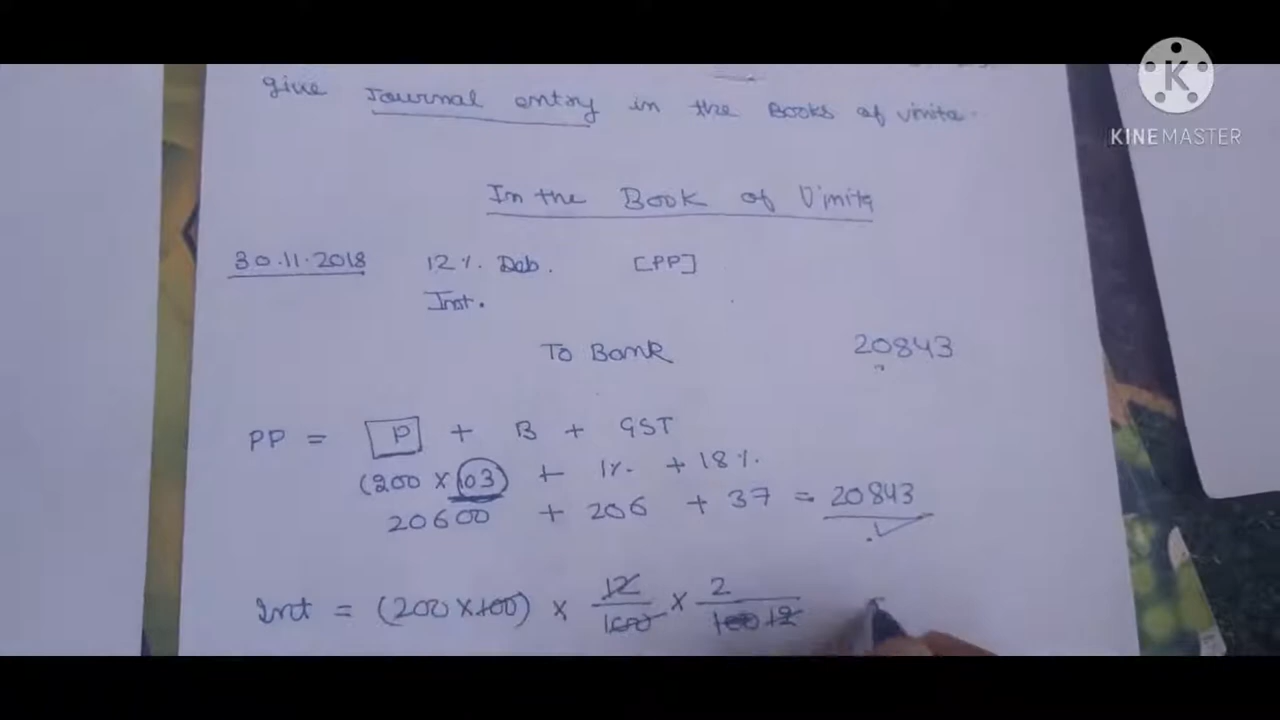 give Journal entry in the Books of vinita.
K
KINEMASTER
In the Book of Vinita
30.11.2018 12%. Deb. [PP]
Int.
To Bank 20843
PP = P + B + GST
(200 × 103 + 1%. + 18%.
20600 + 206 + 37 = 20843
Int = (200×100) × 12/100 × 2/12